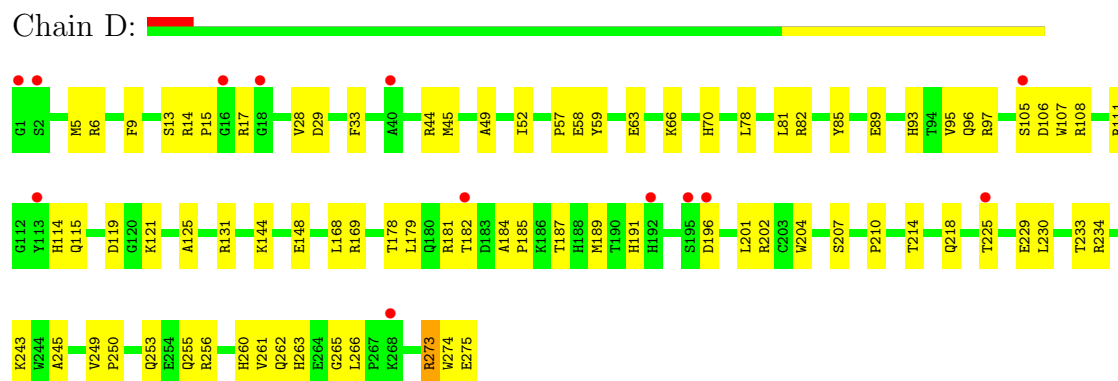 Chain D:
G1 S2 M5 R6 F9 S13 R14 P15 G16 R17 G18 V28 D29 F33 A40 R44 M45 A49 I52 P57 E58 Y59 E63 K66 H70 L78 L81 R82 Y85 E89 H93 T94 V95 Q96 R97 S105 D106 W107 R108
G112 Y113 H114 Q115 D119 G120 K121 A125 R131 K144 E148 L168 R169 T178 L179 Q180 R181 T182 D183 A184 P185 K186 T187 H188 M189 T190 H191 H192 S195 D196 L201 R202 C203 W204 S207 P210 T214 Q218 T225 E229 L230 T233 R234
K243 W244 A245 V249 P250 Q253 E254 Q255 R256 H260 V261 Q262 H263 E264 G265 L266 P267 K268 R273 W274 E275